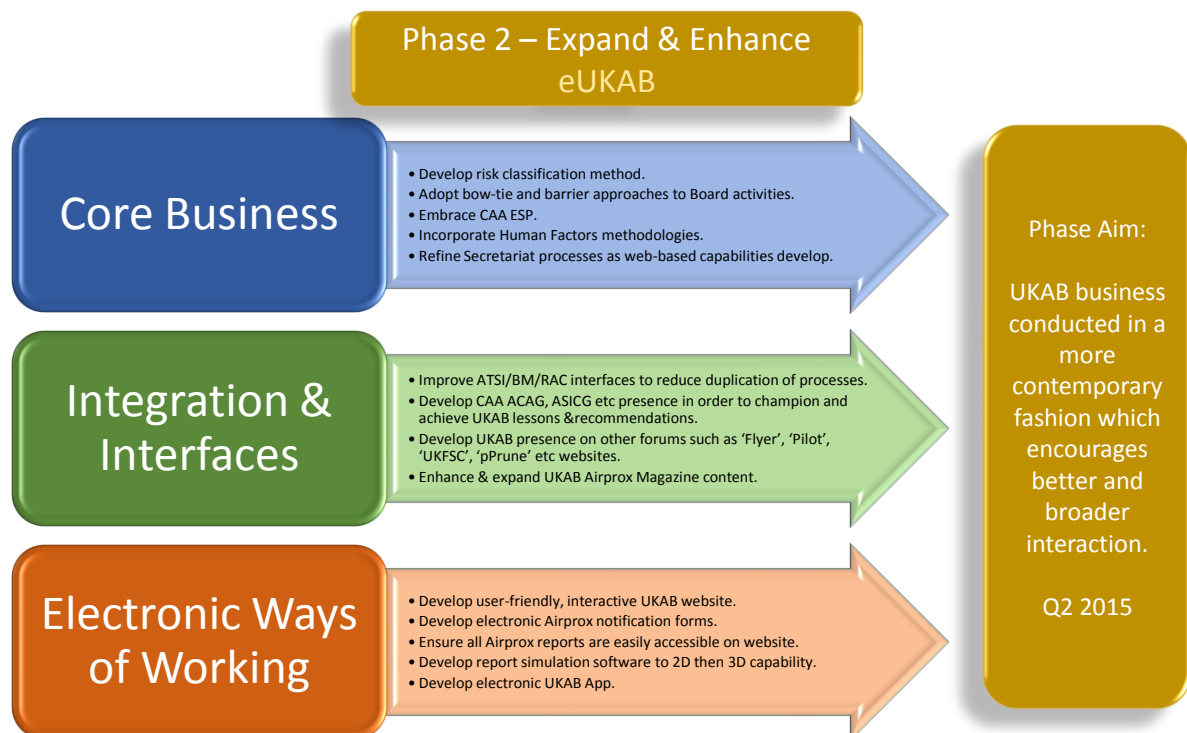 Phase 2 – Expand & Enhance
eUKAB
Core Business
• Develop risk classification method.
• Adopt bow-tie and barrier approaches to Board activities.
• Embrace CAA ESP.
• Incorporate Human Factors methodologies.
• Refine Secretariat processes as web-based capabilities develop.
Integration &
Interfaces
• Improve ATSI/BM/RAC interfaces to reduce duplication of processes.
• Develop CAA ACAG, ASICG etc presence in order to champion and
achieve UKAB lessons &recommendations.
• Develop UKAB presence on other forums such as ‘Flyer’, ‘Pilot’,
‘UKFSC’, ‘pPrune’ etc websites.
• Enhance & expand UKAB Airprox Magazine content.
Electronic Ways
of Working
• Develop user-friendly, interactive UKAB website.
• Develop electronic Airprox notification forms.
• Ensure all Airprox reports are easily accessible on website.
• Develop report simulation software to 2D then 3D capability.
• Develop electronic UKAB App.
Phase Aim:
UKAB business
conducted in a
more
contemporary
fashion which
encourages
better and
broader
interaction.
Q2 2015